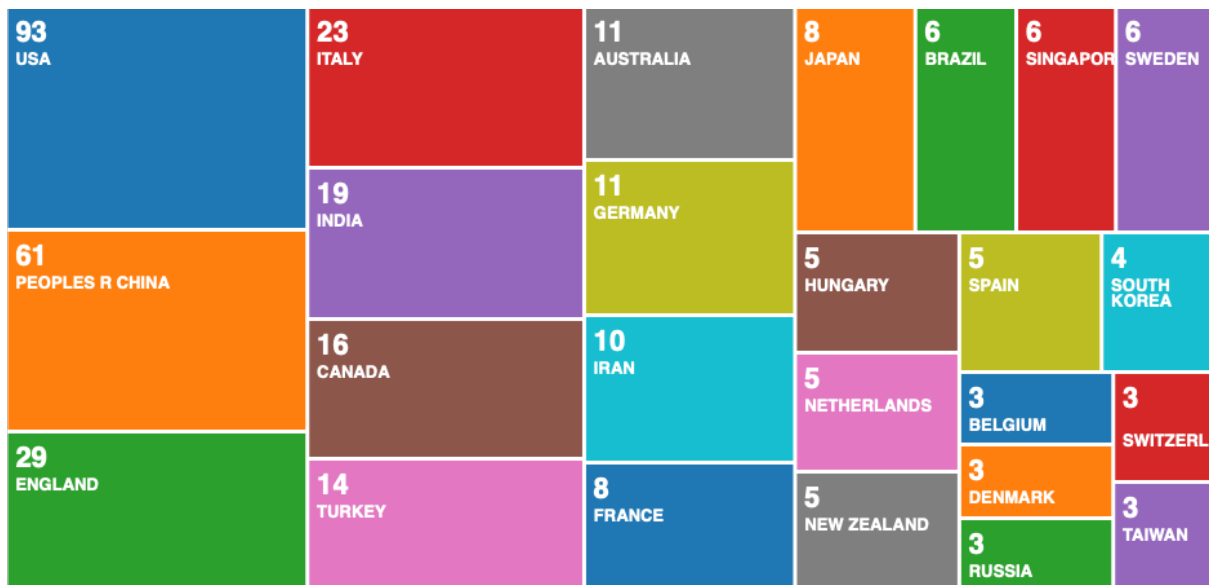 93
USA
61
PEOPLES R CHINA
29
ENGLAND
23
ITALY
19
INDIA
16
CANADA
14
TURKEY
11
AUSTRALIA
11
GERMANY
10
IRAN
8
FRANCE
8
JAPAN
6
BRAZIL
6
SINGAPOR
6
SWEDEN
5
HUNGARY
5
NETHERLANDS
5
NEW ZEALAND
5
SPAIN
4
SOUTH
KOREA
3
BELGIUM
3
DENMARK
3
RUSSIA
3
SWITZERL
3
TAIWAN